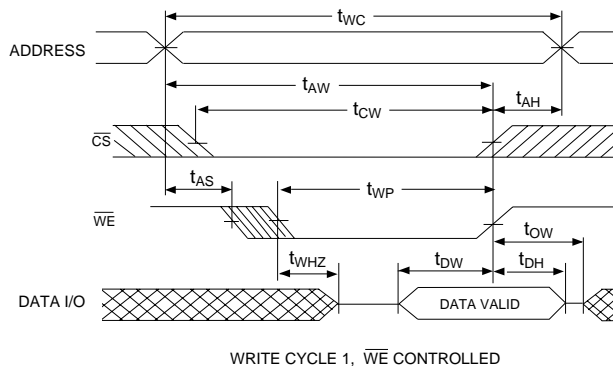 tWC
ADDRESS
tAW
tCW
tAH
CS
tAS
tWP
WE
tOW
tWHZ
tDW
tDH
DATA I/O
DATA VALID
WRITE CYCLE 1, WE CONTROLLED